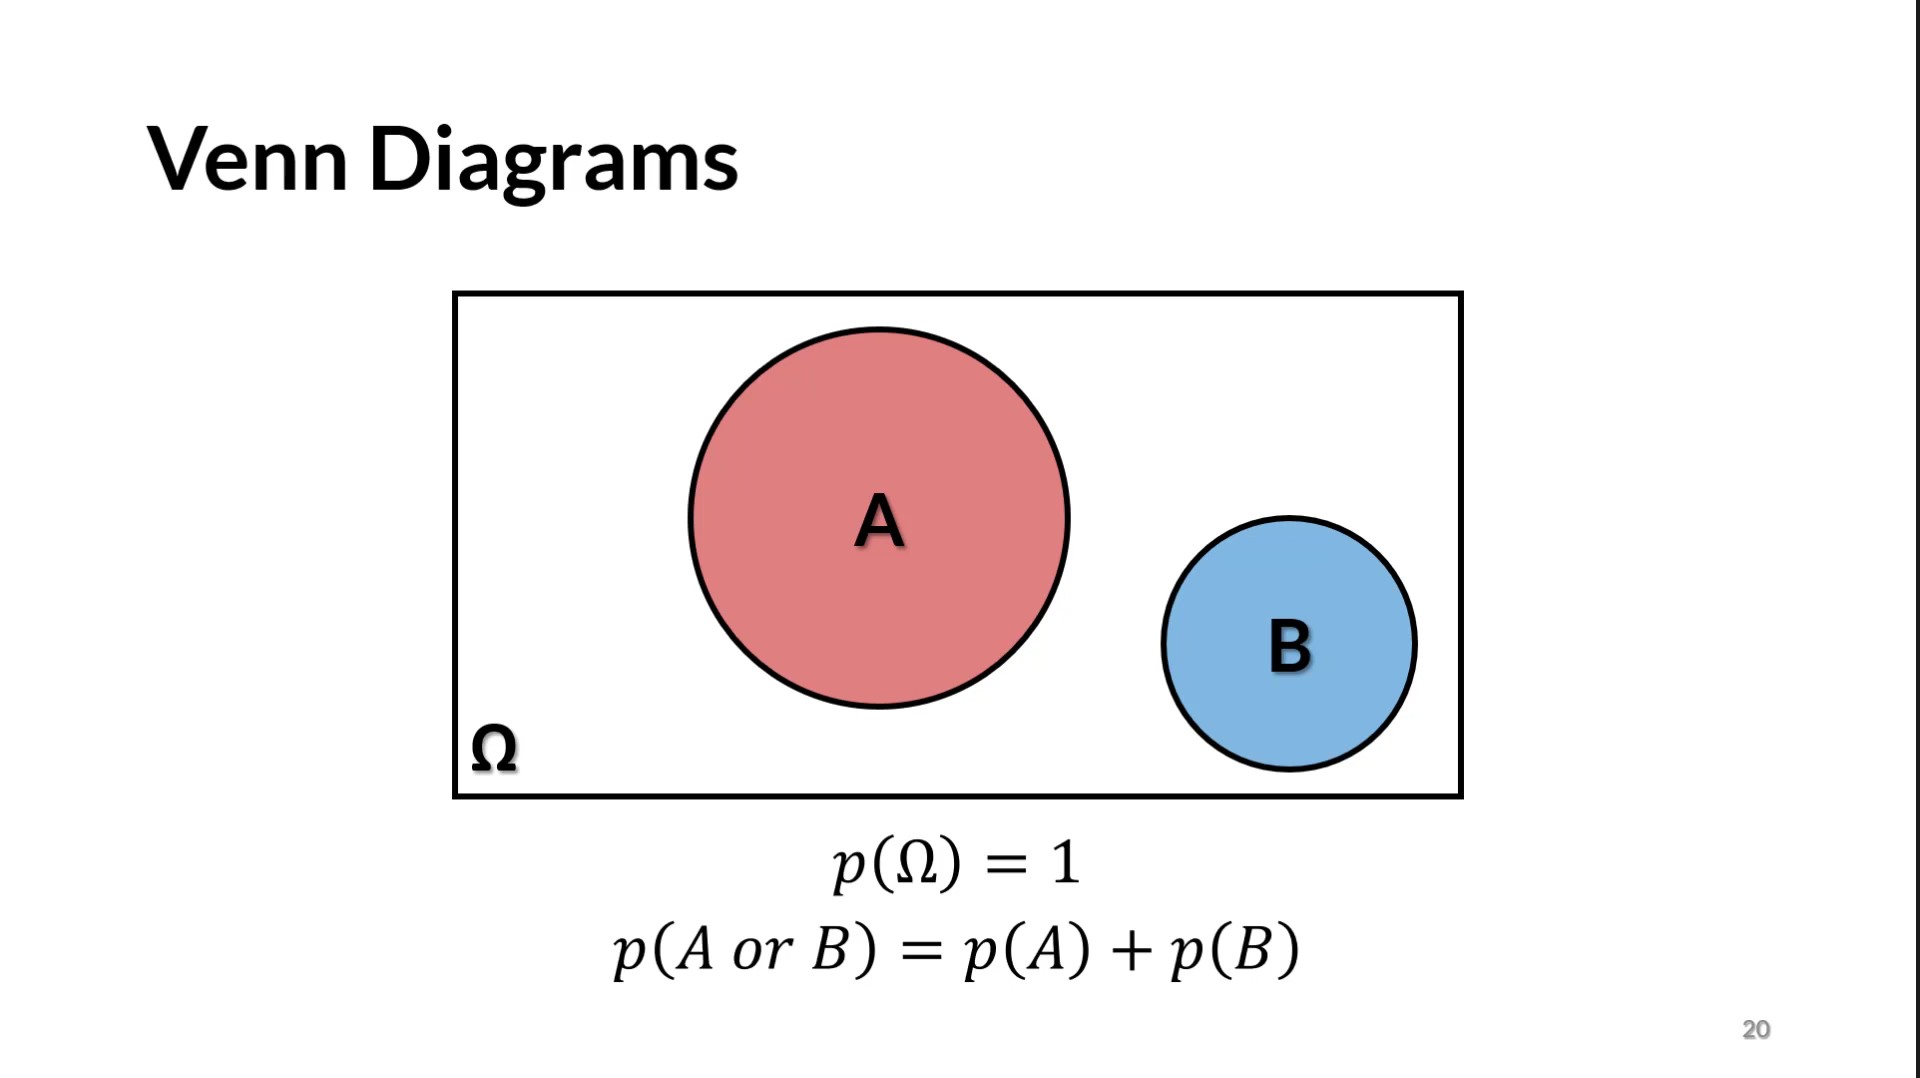 Venn Diagrams
A
B
Ω
p(Ω) = 1
p(A or B) = p(A) + p(B)
20